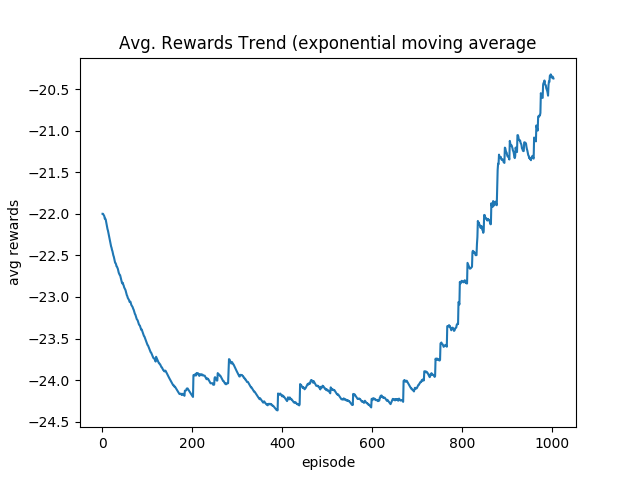 Avg. Rewards Trend (exponential moving average
−20.5
−21.0
−21.5
−22.0
−22.5
−23.0
−23.5
−24.0
−24.5
avg rewards
0 200 400 600 800 1000
episode